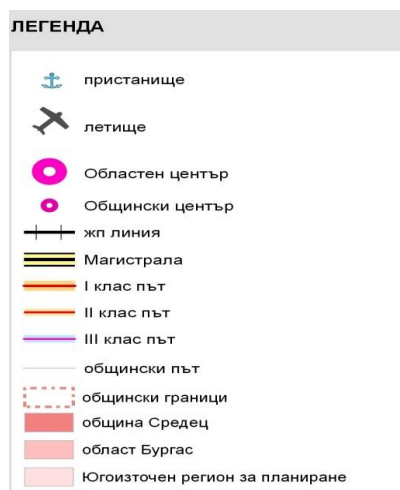 ЛЕГЕНДА
пристанище
летище
Областен център
Общински център
жп линия
Магистрала
I клас път
II клас път
III клас път
общински път
общински граници
община Средец
област Бургас
Югоизточен регион за планиране